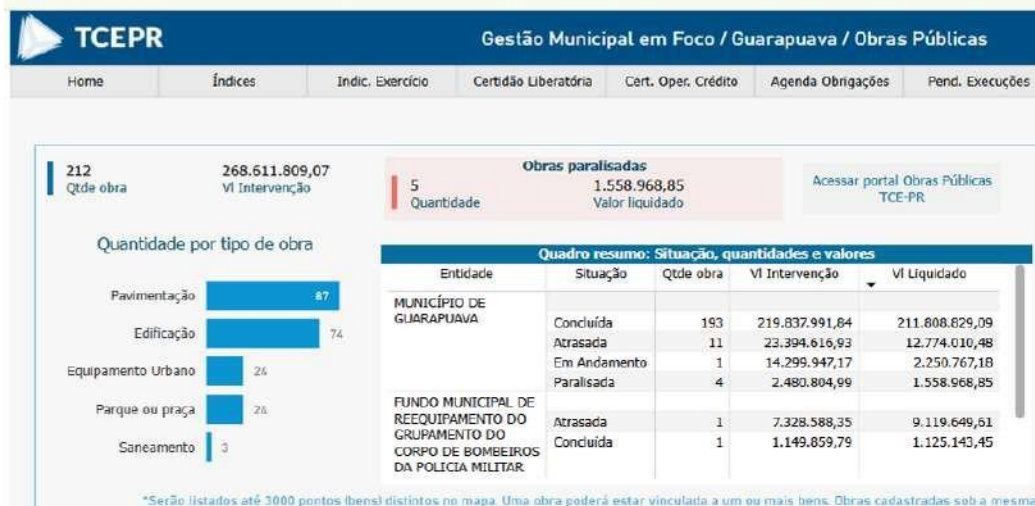 TCEPR
Gestão Municipal em Foco / Guarapuava / Obras Públicas
Home Índices Indic. Exercício Certidão Liberatória Cert. Oper. Crédito Agenda Obrigações Pend. Execuções
212 268.611.809,07
Qtde obra Vl Intervenção
Obras paralisadas
5 1.558.968,85
Quantidade Valor liquidado
Acessar portal Obras Públicas
TCE-PR
Quantidade por tipo de obra
Pavimentação 87
Edificação 74
Equipamento Urbano 24
Parque ou praça 24
Saneamento 3
Quadro resumo: Situação, quantidades e valores
Entidade Situação Qtde obra Vl Intervenção Vl Liquidado
MUNICÍPIO DE
GUARAPUAVA
Concluída 193 219.837.991,84 211.808.829,09
Atrasada 11 23.394.616,93 12.774.010,48
Em Andamento 1 14.299.947,17 2.250.767,18
Paralisada 4 2.480.804,99 1.558.968,85
FUNDO MUNICIPAL DE
REEQUIPAMENTO DO
GRUPAMENTO DO
CORPO DE BOMBEIROS
DA POLICIA MILITAR
Atrasada 1 7.328.588,35 9.119.649,61
Concluída 1 1.149.859,79 1.125.143,45
*Serão listados até 3000 pontos (bens) distintos no mapa. Uma obra poderá estar vinculada a um ou mais bens. Obras cadastradas sob a mesma